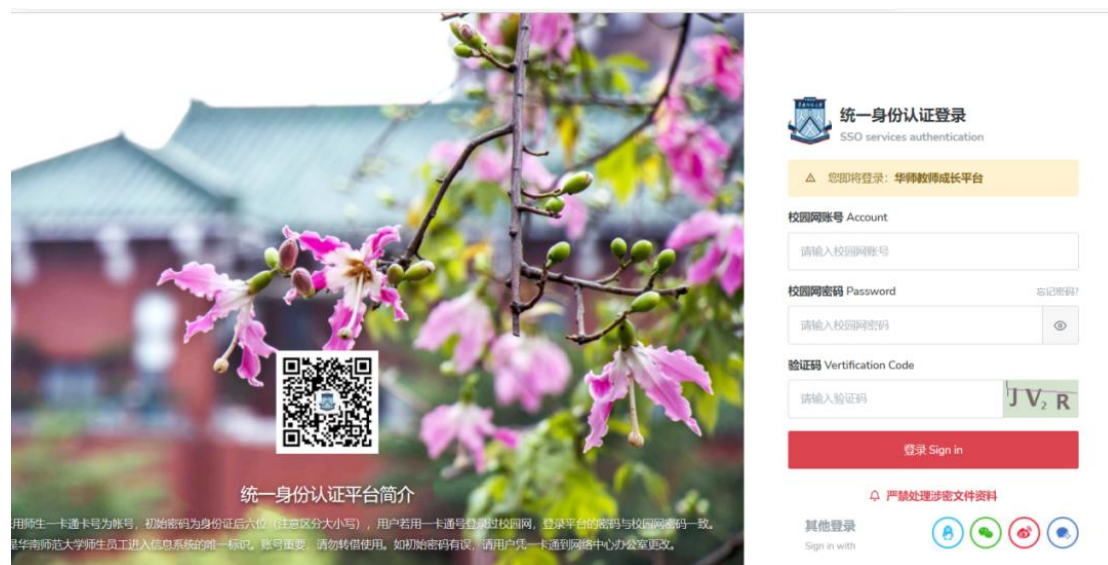 统一身份认证登录
SSO services authentication
您即将登录：华师教师成长平台
校园网账号 Account
请输入校园网账号
校园网密码 Password
忘记密码?
请输入校园网密码
验证码 Vertification Code
请输入验证码
J V 2 R
登录 Sign in
严禁处理涉密文件资料
其他登录
Sign in with
统一身份认证平台简介
用师生一卡通卡号为帐号，初始密码为身份证后六位（注意区分大小写），用户若用一卡通号登录过校园网，登录平台的密码与校园网密码一致。
是华南师范大学师生员工进入信息系统的唯一标识。账号重要，请勿转借使用。如初始密码有误，请用户凭一卡通到网络中心办公室更改。